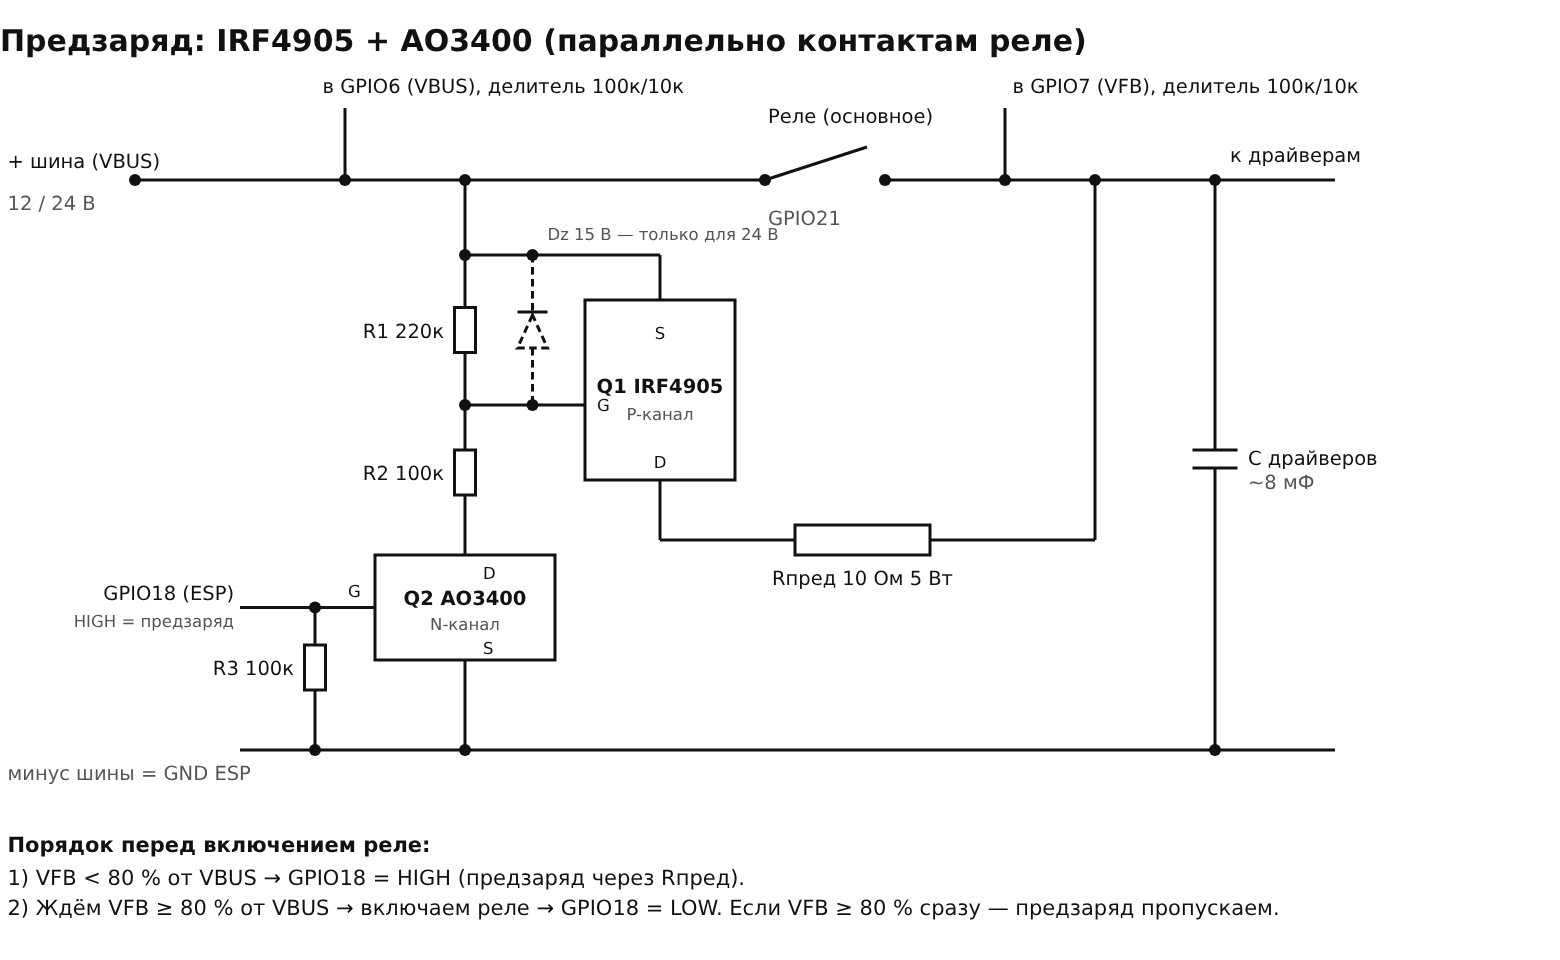 Предзаряд: IRF4905 + AO3400 (параллельно контактам реле)
в GPIO6 (VBUS), делитель 100к/10к
в GPIO7 (VFB), делитель 100к/10к
Реле (основное)
+ шина (VBUS)
к драйверам
12 / 24 В
GPIO21
Dz 15 В — только для 24 В
R1 220к
S
Q1 IRF4905
G
P-канал
D
R2 100к
C драйверов
~8 мФ
Rпред 10 Ом 5 Вт
GPIO18 (ESP)
HIGH = предзаряд
G
D
Q2 AO3400
N-канал
S
R3 100к
минус шины = GND ESP
Порядок перед включением реле:
1) VFB < 80 % от VBUS → GPIO18 = HIGH (предзаряд через Rпред).
2) Ждём VFB ≥ 80 % от VBUS → включаем реле → GPIO18 = LOW. Если VFB ≥ 80 % сразу — предзаряд пропускаем.